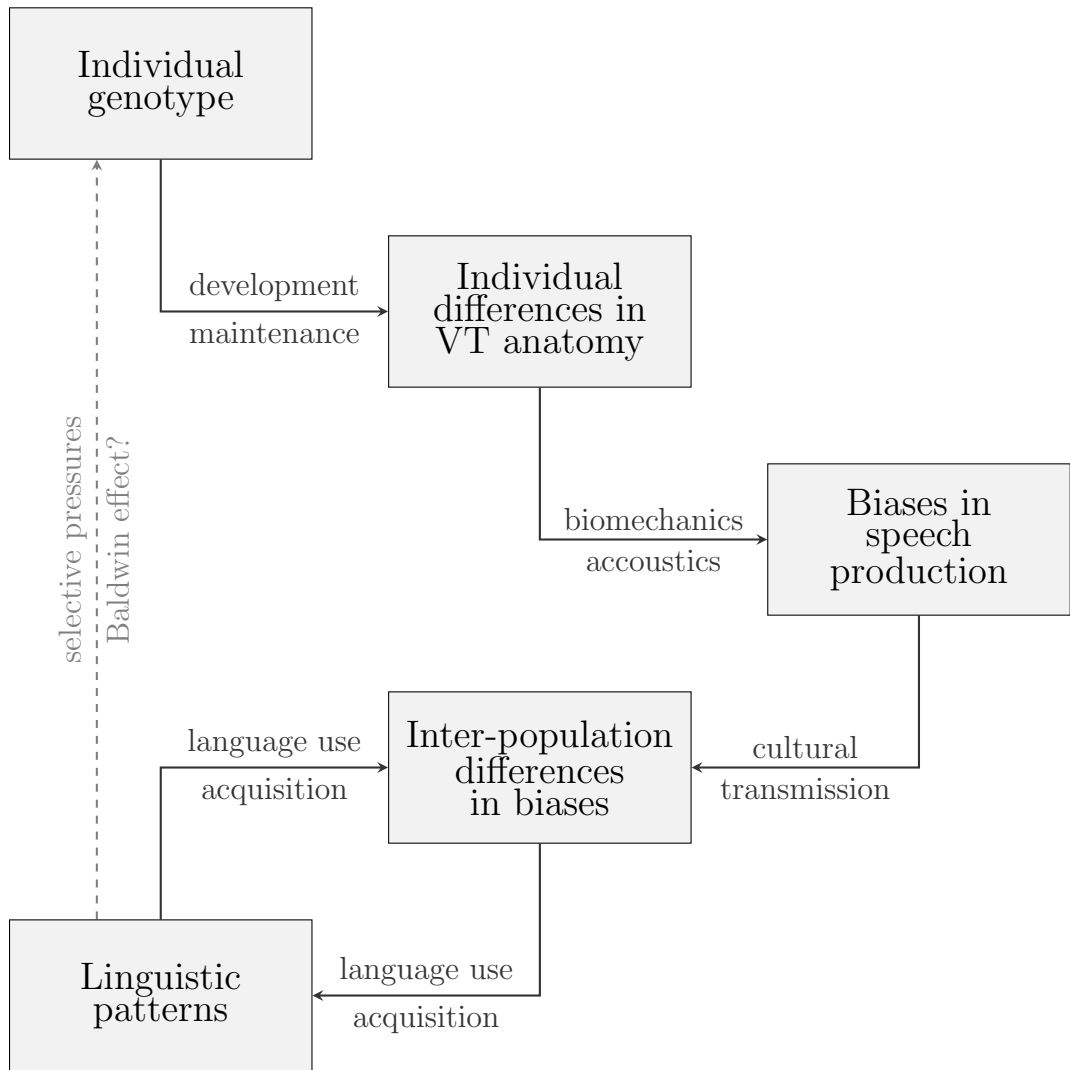 Individual
genotype
development
maintenance
Individual
differences in
VT anatomy
biomechanics
accoustics
Biases in
speech
production
selective pressures
Baldwin effect?
language use
acquisition
Inter-population
differences
in biases
cultural
transmission
Linguistic
patterns
language use
acquisition